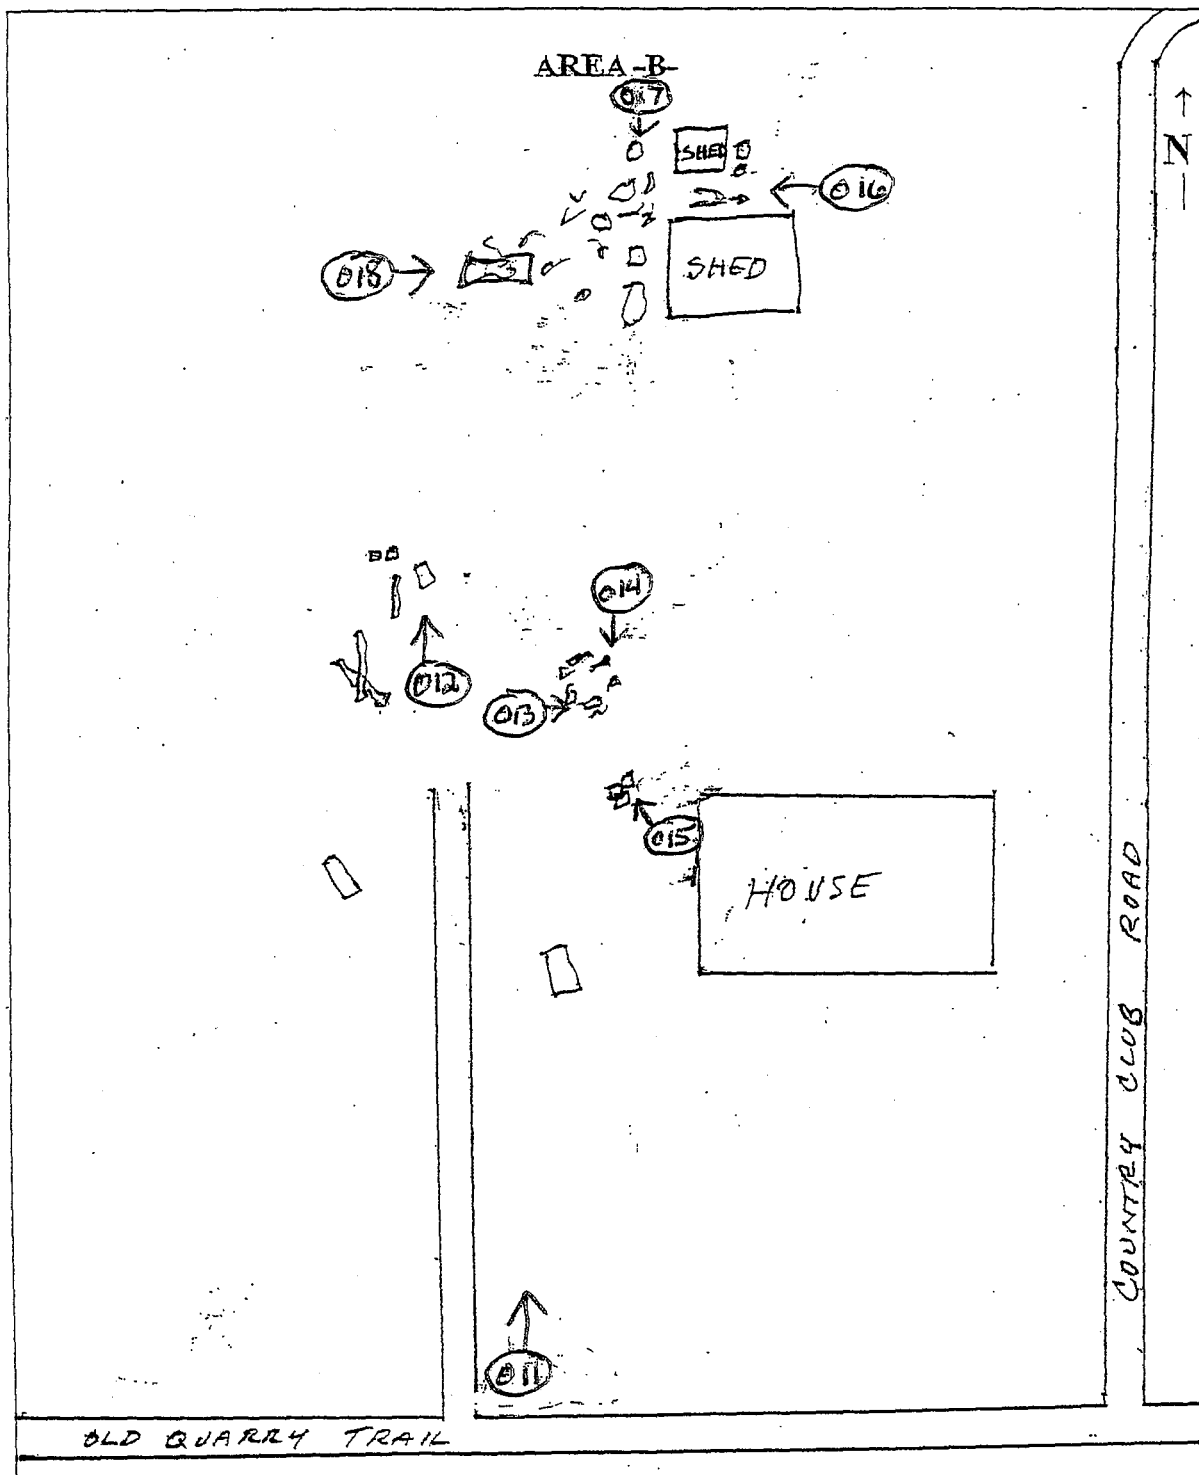 AREA -B-
017
↑
N
SHED
016
018
SHED
014
012
013
015
HOUSE
COUNTRY CLUB ROAD
011
OLD QUARRY TRAIL